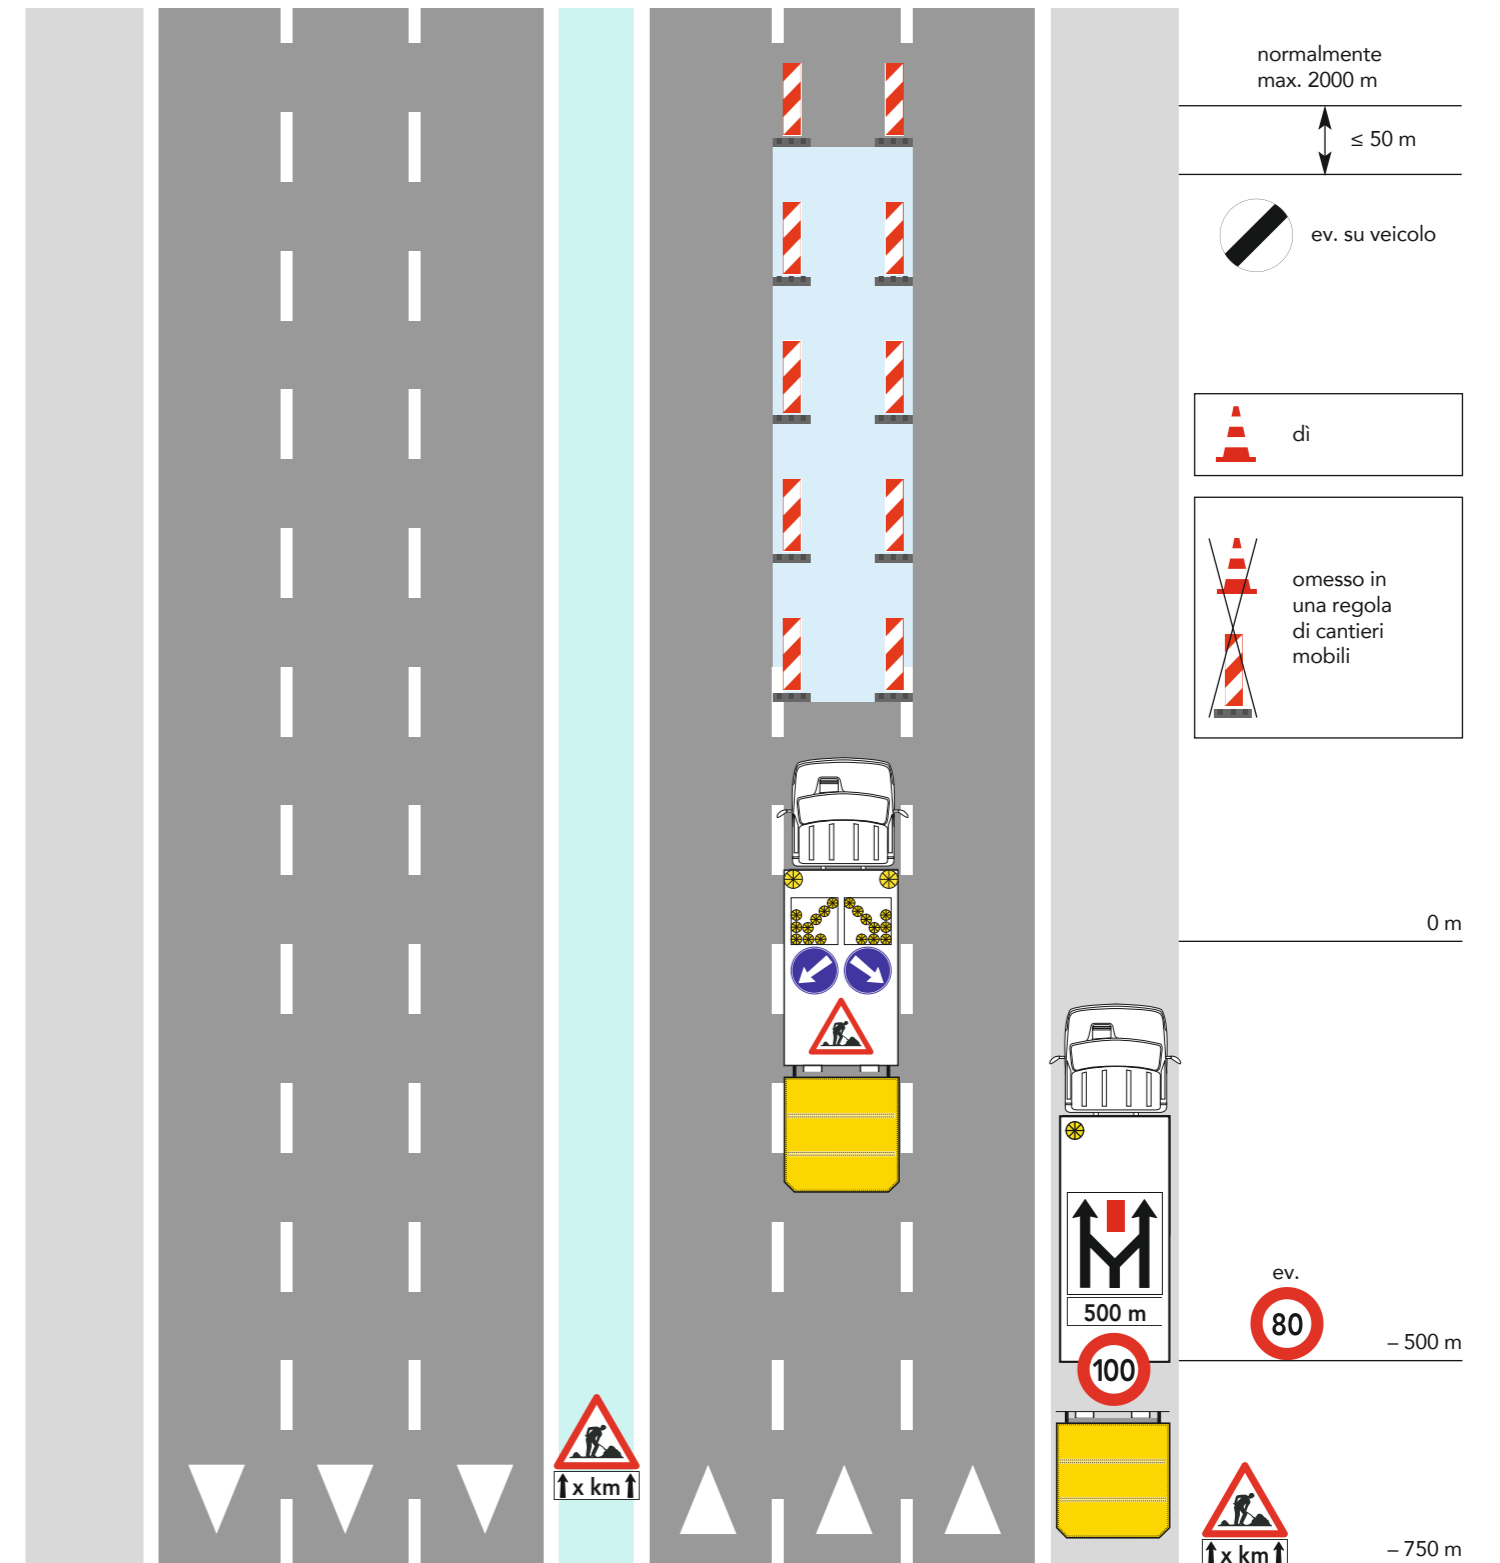 normalmente
max. 2000 m
≤ 50 m
ev. su veicolo
dì
omesso in
una regola
di cantieri
mobili
0 m
500 m
ev.
80
– 500 m
100
x km
x km
– 750 m